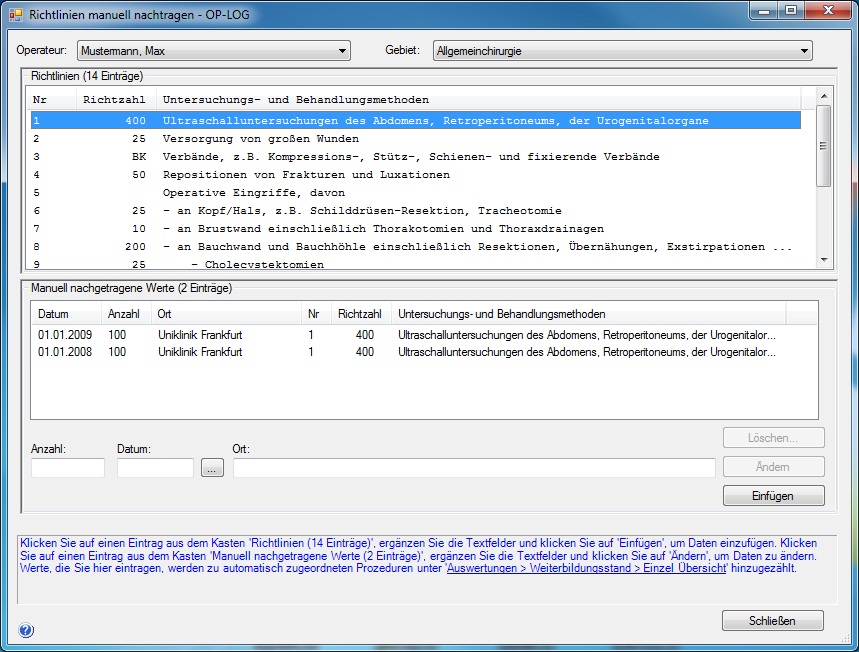 Richtlinien manuell nachtragen - OP-LOG
Operateur: Mustermann, Max Gebiet: Allgemeinchirurgie
Richtlinien (14 Einträge)
Nr Richtzahl Untersuchungs- und Behandlungsmethoden
1 400 Ultraschalluntersuchungen des Abdomens, Retroperitoneums, der Urogenitalorgane
2 25 Versorgung von großen Wunden
3 BK Verbände, z.B. Kompressions-, Stütz-, Schienen- und fixierende Verbände
4 50 Repositionen von Frakturen und Luxationen
5 Operative Eingriffe, davon
6 25 - an Kopf/Hals, z.B. Schilddrüsen-Resektion, Tracheotomie
7 10 - an Brustwand einschließlich Thorakotomien und Thoraxdrainagen
8 200 - an Bauchwand und Bauchhöhle einschließlich Resektionen, Übernähungen, Exstirpationen ...
9 25 - Cholecystektomien
Manuell nachgetragene Werte (2 Einträge)
Datum Anzahl Ort Nr Richtzahl Untersuchungs- und Behandlungsmethoden
01.01.2009 100 Uniklinik Frankfurt 1 400 Ultraschalluntersuchungen des Abdomens, Retroperitoneums, der Urogenitalor...
01.01.2008 100 Uniklinik Frankfurt 1 400 Ultraschalluntersuchungen des Abdomens, Retroperitoneums, der Urogenitalor...
Löschen...
Anzahl: Datum: Ort:
...
Ändern
Einfügen
Klicken Sie auf einen Eintrag aus dem Kasten 'Richtlinien (14 Einträge)', ergänzen Sie die Textfelder und klicken Sie auf 'Einfügen', um Daten einzufügen. Klicken
Sie auf einen Eintrag aus dem Kasten 'Manuell nachgetragene Werte (2 Einträge)', ergänzen Sie die Textfelder und klicken Sie auf 'Ändern', um Daten zu ändern.
Werte, die Sie hier eintragen, werden zu automatisch zugeordneten Prozeduren unter 'Auswertungen > Weiterbildungsstand > Einzel Übersicht' hinzugezählt.
Schließen
?